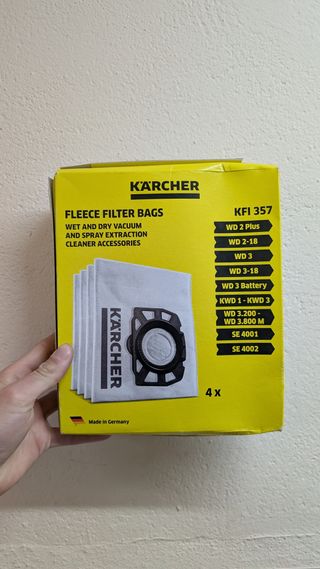 KÄRCHER
FLEECE FILTER BAGS
WET AND DRY VACUUM
AND SPRAY EXTRACTION
CLEANER ACCESSORIES
KFI 357
WD 2 Plus
WD 2-18
WD 3
WD 3-18
WD 3 Battery
KWD 1 - KWD 3
WD 3.200 -
WD 3.800 M
SE 4001
SE 4002
KÄRCHER
4 x
Made in Germany